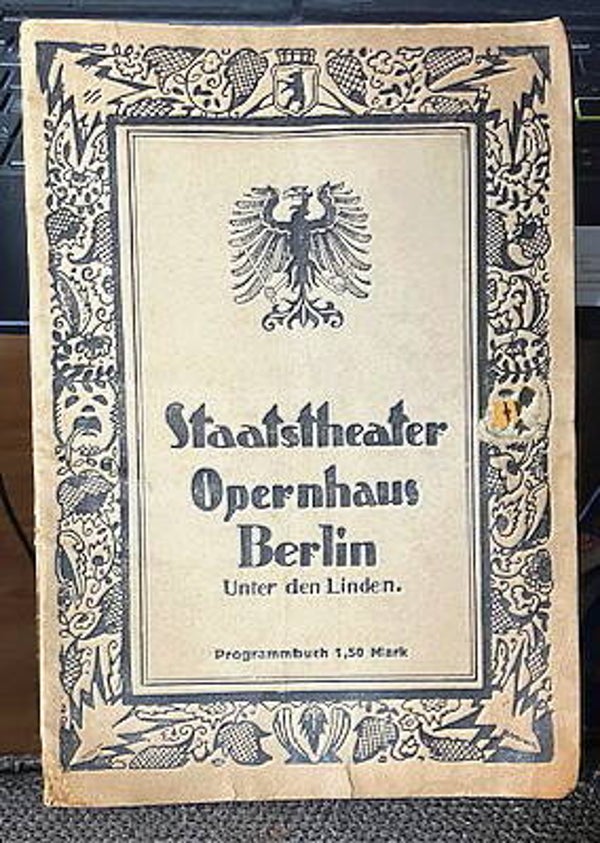 Staatstheater
Opernhaus
Berlin
Unter den Linden.
Programmbuch 1,50 Mark